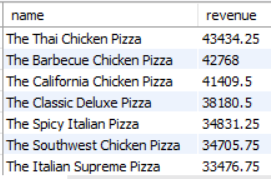 name revenue
The Thai Chicken Pizza 43434.25
The Barbecue Chicken Pizza 42768
The California Chicken Pizza 41409.5
The Classic Deluxe Pizza 38180.5
The Spicy Italian Pizza 34831.25
The Southwest Chicken Pizza 34705.75
The Italian Supreme Pizza 33476.75